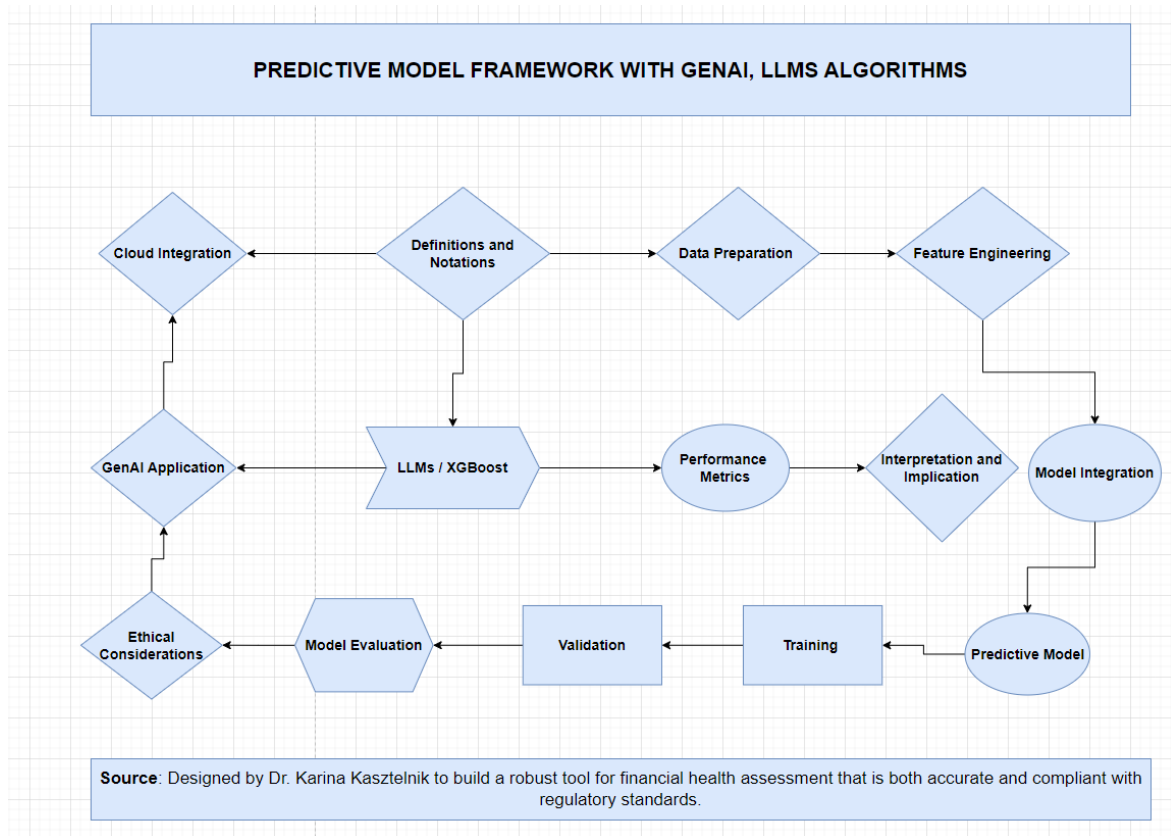 PREDICTIVE MODEL FRAMEWORK WITH GENAI, LLMS ALGORITHMS
Cloud Integration
Definitions and
Notations
Data Preparation
Feature Engineering
GenAI Application
LLMs / XGBoost
Performance
Metrics
Interpretation and
Implication
Model Integration
Ethical
Considerations
Model Evaluation
Validation
Training
Predictive Model
Source: Designed by Dr. Karina Kasztelnik to build a robust tool for financial health assessment that is both accurate and compliant with
regulatory standards.